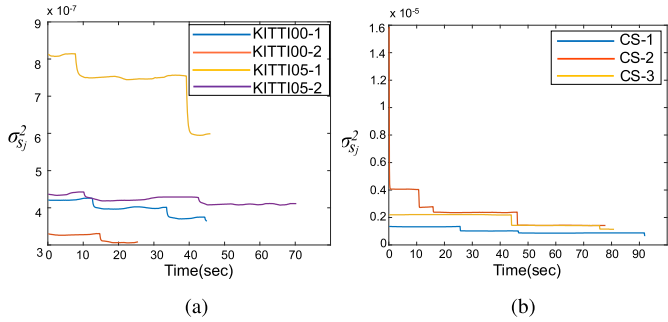 ×10⁻⁷
9
8
7
6
5
4
3
σ²_{s_j}
KITTI00-1
KITTI00-2
KITTI05-1
KITTI05-2
0 10 20 30 40 50 60 70
Time(sec)
(a)
×10⁻⁵
1.6
1.4
1.2
1
0.8
0.6
0.4
0.2
0
σ²_{s_j}
CS-1
CS-2
CS-3
0 10 20 30 40 50 60 70 80 90
Time(sec)
(b)